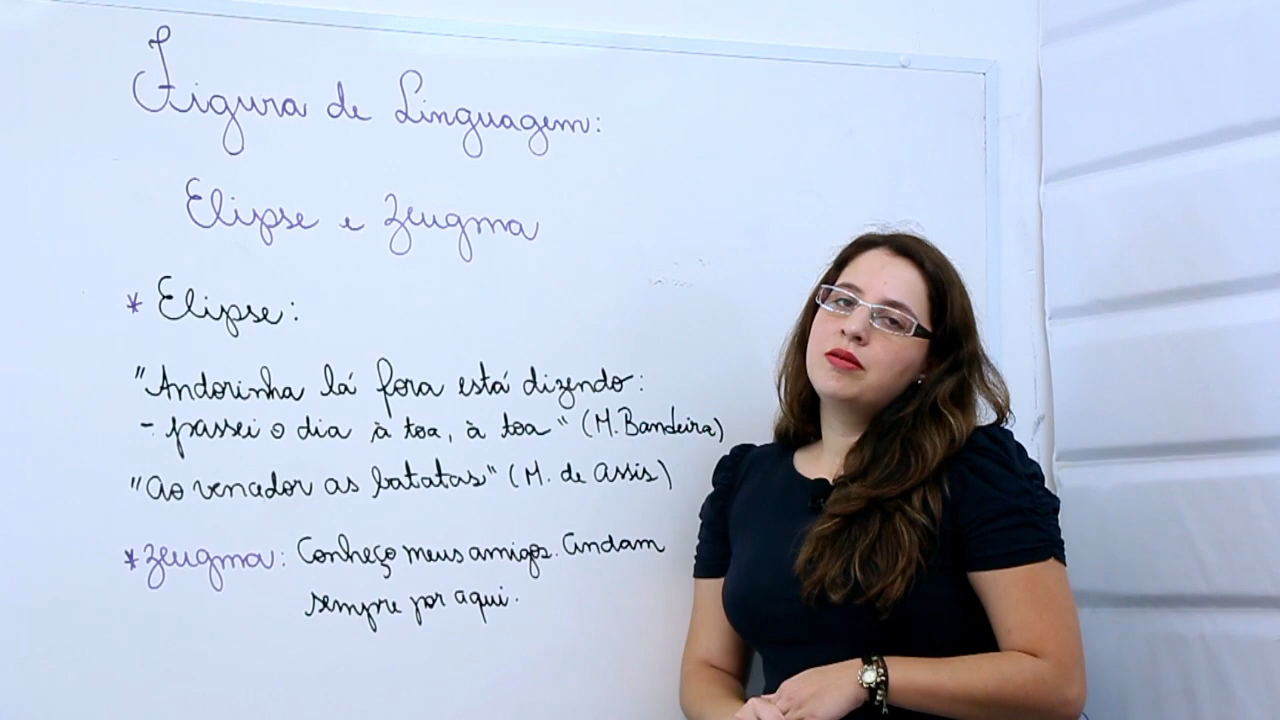 Figura de Linguagem:
Elipse e Zeugma
* Elipse:
"Andorinha lá fora está dizendo:
- passei o dia à toa, à toa" (M. Bandeira)
"Ao vencedor as batatas" (M. de Assis)
*Zeugma: Conheço meus amigos. Andam
sempre por aqui.